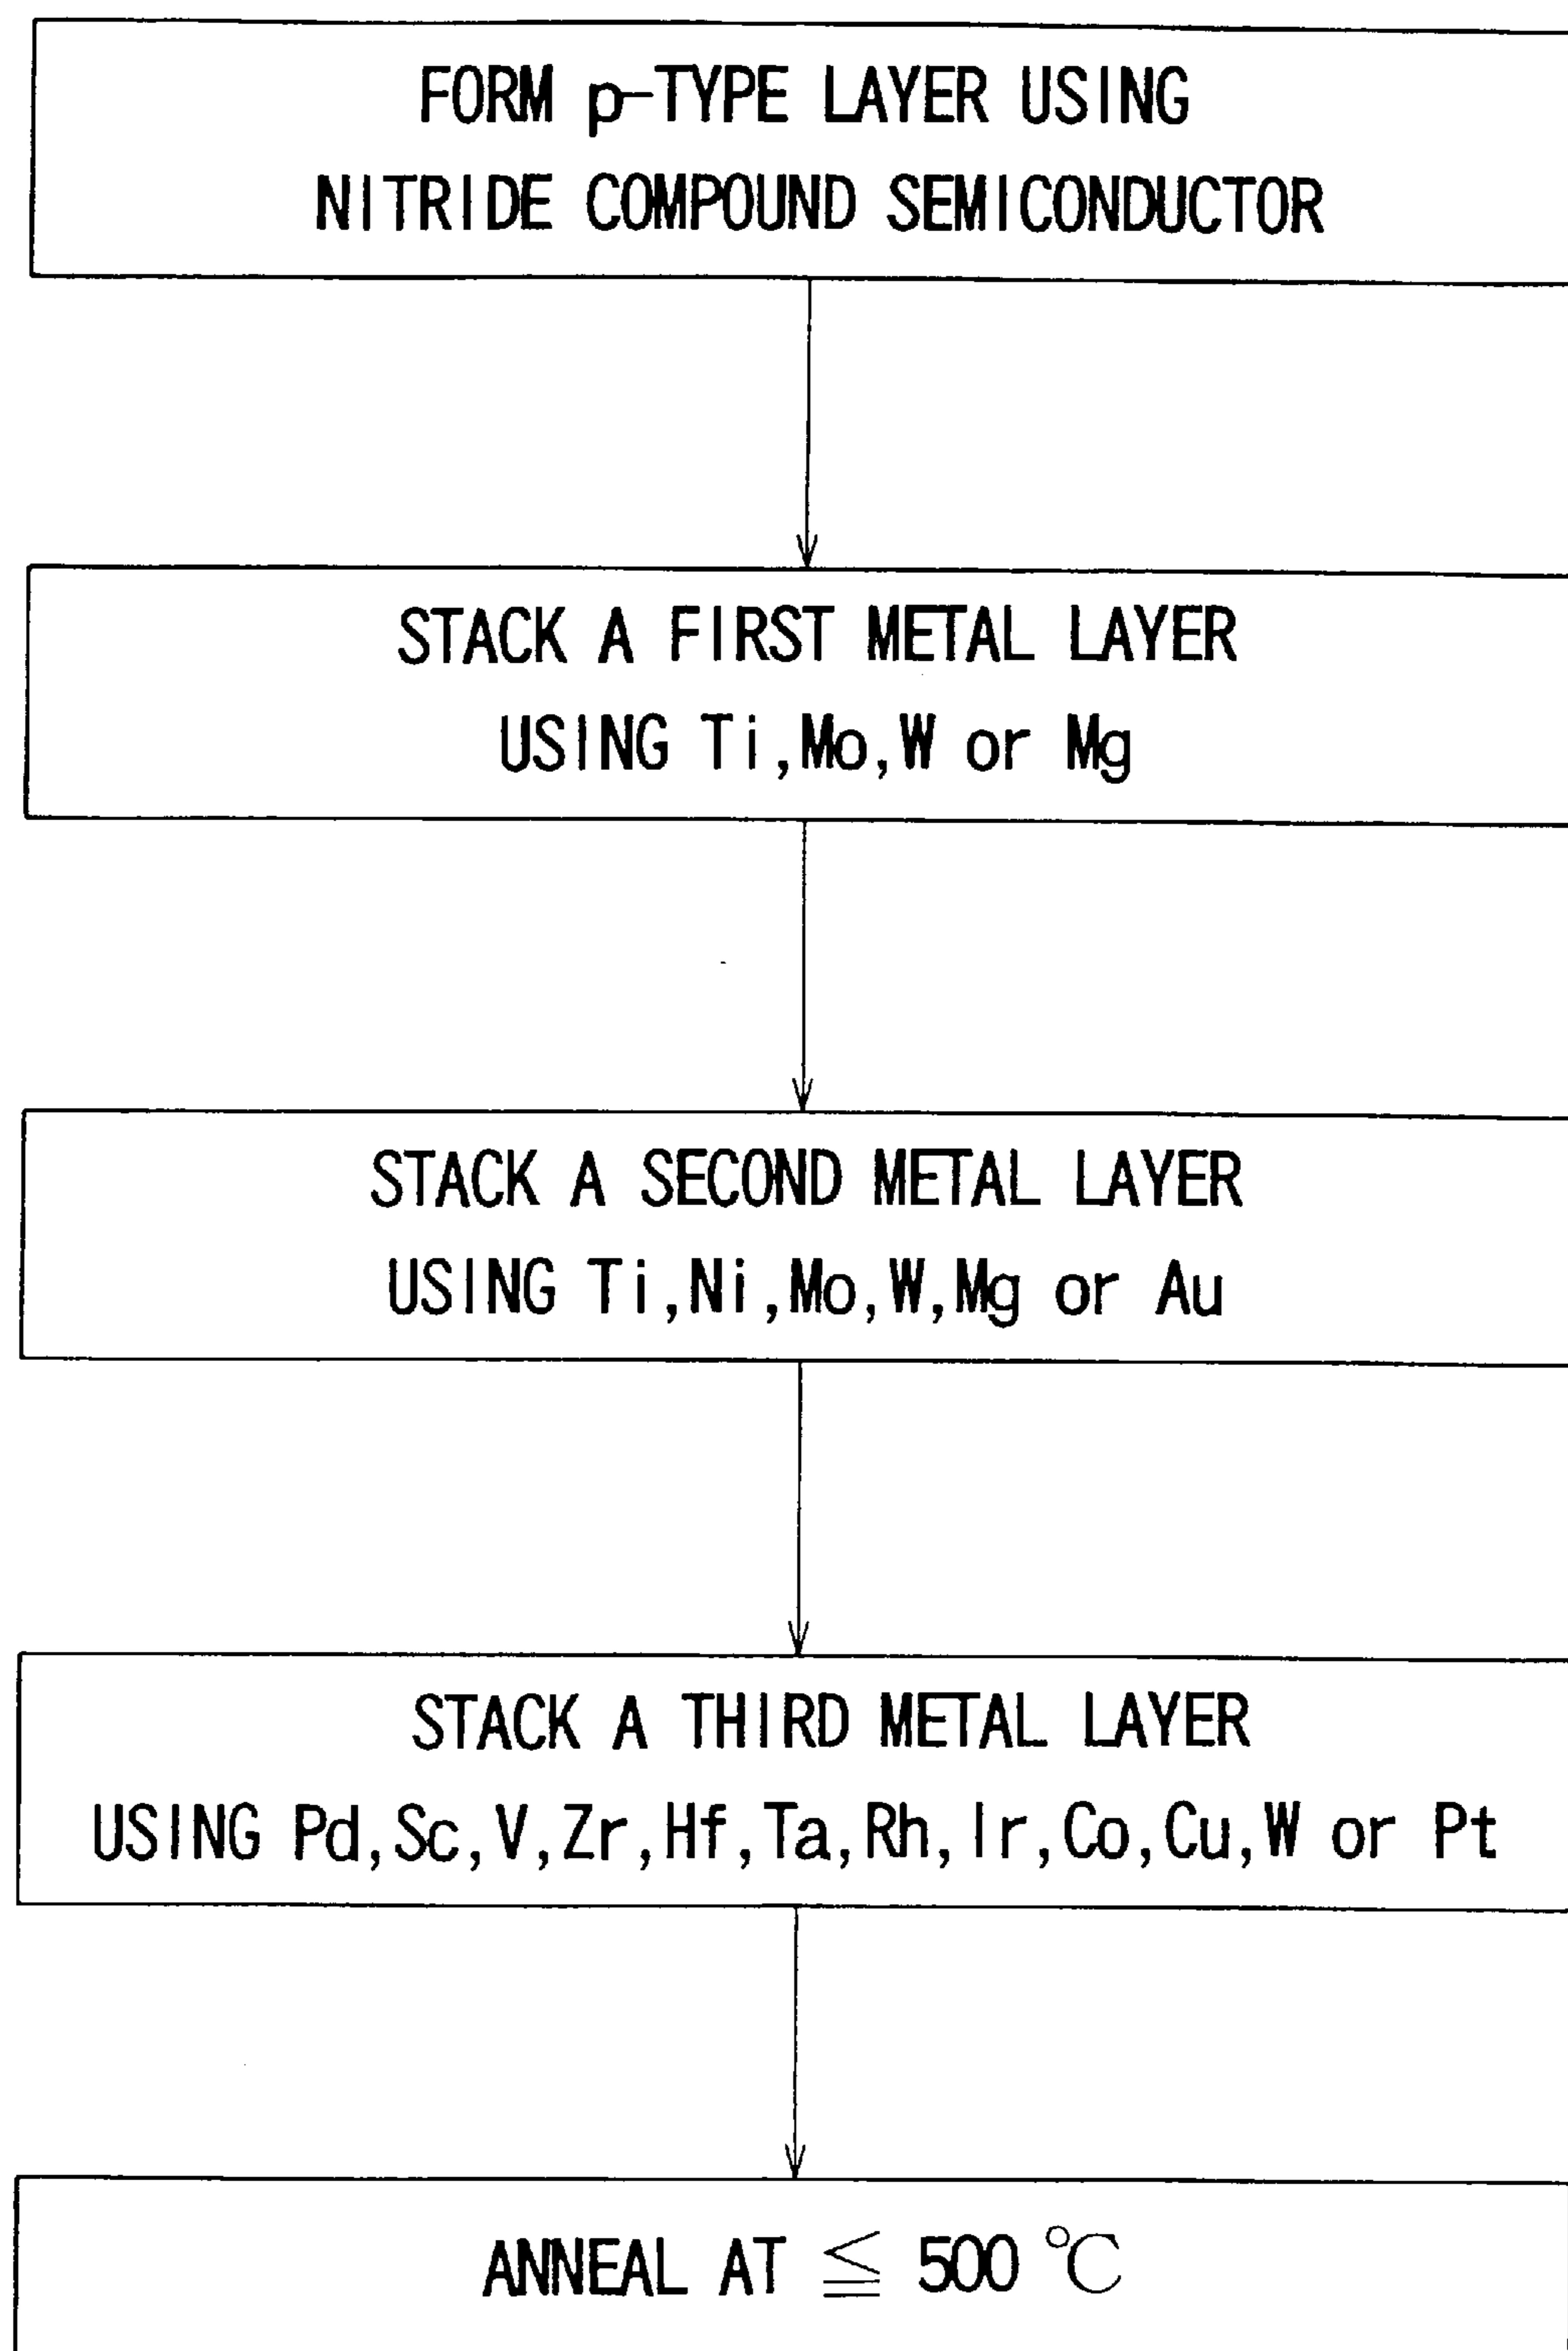 FORM p-TYPE LAYER USING
NITRIDE COMPOUND SEMICONDUCTOR
STACK A FIRST METAL LAYER
USING Ti,Mo,W or Mg
STACK A SECOND METAL LAYER
USING Ti,Ni,Mo,W,Mg or Au
STACK A THIRD METAL LAYER
USING Pd,Sc,V,Zr,Hf,Ta,Rh,Ir,Co,Cu,W or Pt
ANNEAL AT ≦ 500 ℃